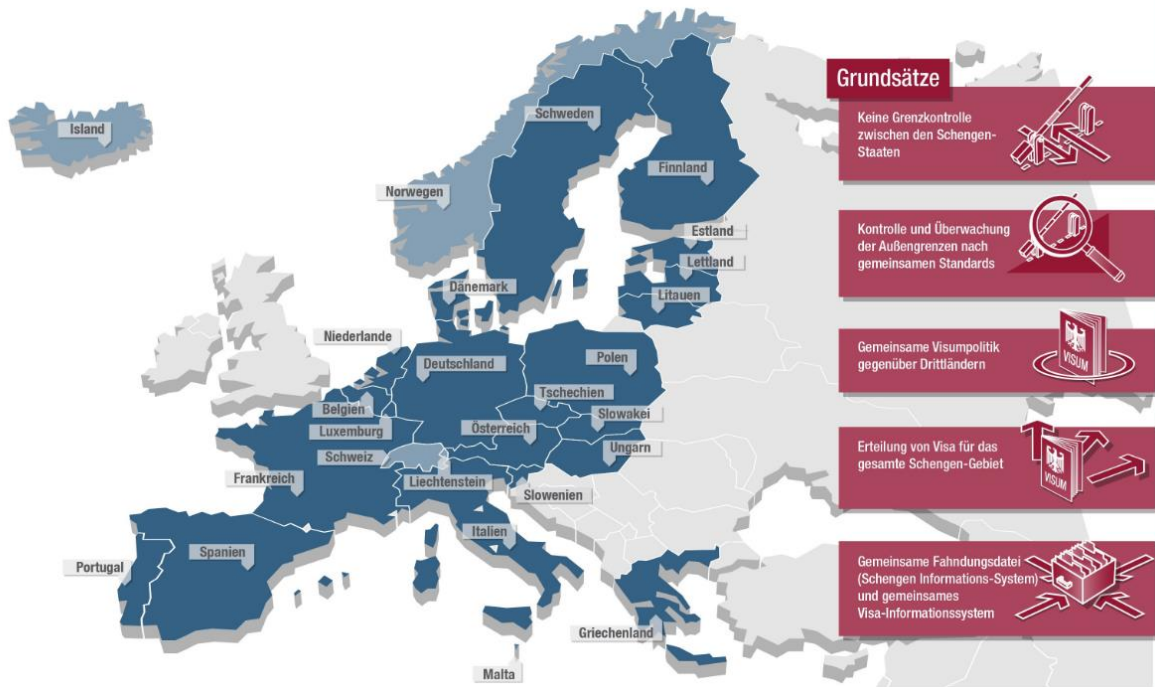 Island
Schweden
Finnland
Norwegen
Estland
Lettland
Litauen
Dänemark
Niederlande
Deutschland
Polen
Tschechien
Belgien
Slowakei
Luxemburg
Österreich
Ungarn
Schweiz
Frankreich
Liechtenstein
Slowenien
Italien
Spanien
Portugal
Griechenland
Malta
Grundsätze
Keine Grenzkontrolle
zwischen den Schengen-
Staaten
Kontrolle und Überwachung
der Außengrenzen nach
gemeinsamen Standards
Gemeinsame Visumpolitik
gegenüber Drittländern
VISUM
Erteilung von Visa für das
gesamte Schengen-Gebiet
VISUM
Gemeinsame Fahndungsdatei
(Schengen Informations-System)
und gemeinsames
Visa-Informationssystem